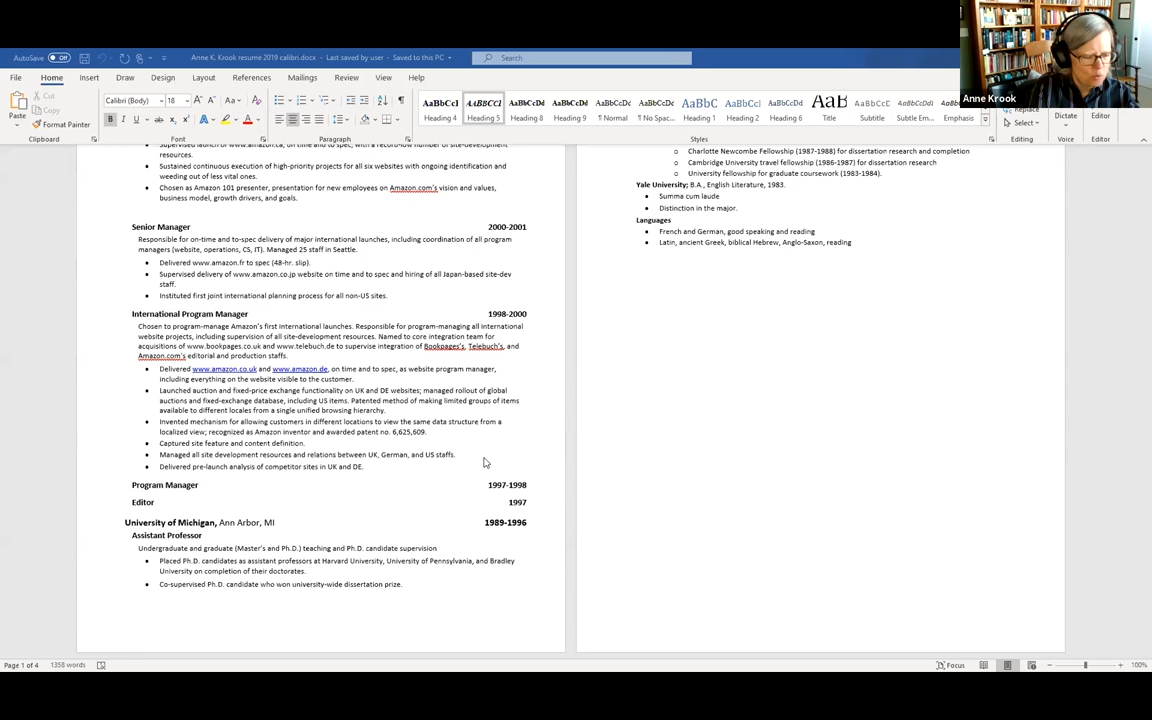 AutoSave Off
Anne K. Krook resume 2019 calibri.docx - Last saved by user - Saved to this PC
Search
Anne Krook
File Home Insert Draw Design Layout References Mailings Review View Help
Paste
Cut
Copy
Format Painter
Clipboard
Calibri (Body) 18
Font
Paragraph
AaBbCcI AaBbCc1 AaBbCcDd AaBbCcDd AaBbCcDd AaBbCcDd AaBbC AaBbCcD AaB AaBbCcD AaBbCcDd AaBbCcDd
Heading 4 Heading 5 Heading 8 Heading 9 ¶ Normal ¶ No Spac... Heading 1 Heading 2 Heading 6 Title Subtitle Subtle Em... Emphasis
Styles
Replace
Select
Editing
Dictate
Voice
Editor
Editor
Supervised launch of www.amazon.ca, on time and to spec, with a record-low number of site-development
resources.
Sustained continuous execution of high-priority projects for all six websites with ongoing identification and
weeding out of less vital ones.
Chosen as Amazon 101 presenter, presentation for new employees on Amazon.com's vision and values,
business model, growth drivers, and goals.
Senior Manager 2000-2001
Responsible for on-time and to-spec delivery of major international launches, including coordination of all program
managers (website, operations, CS, IT). Managed 25 staff in Seattle.
Delivered www.amazon.fr to spec (48-hr. slip).
Supervised delivery of www.amazon.co.jp website on time and to spec and hiring of all Japan-based site-dev
staff.
Instituted first joint international planning process for all non-US sites.
International Program Manager 1998-2000
Chosen to program-manage Amazon's first international launches. Responsible for program-managing all international
website projects, including supervision of all site-development resources. Named to core integration team for
acquisitions of www.bookpages.co.uk and www.telebuch.de to supervise integration of Bookpages's, Telebuch's, and
Amazon.com's editorial and production staffs.
Delivered www.amazon.co.uk and www.amazon.de, on time and to spec, as website program manager,
including everything on the website visible to the customer.
Launched auction and fixed-price exchange functionality on UK and DE websites; managed rollout of global
auctions and fixed-exchange database, including US items. Patented method of making limited groups of items
available to different locales from a single unified browsing hierarchy.
Invented mechanism for allowing customers in different locations to view the same data structure from a
localized view; recognized as Amazon inventor and awarded patent no. 6,625,609.
Captured site feature and content definition.
Managed all site development resources and relations between UK, German, and US staffs.
Delivered pre-launch analysis of competitor sites in UK and DE.
Program Manager 1997-1998
Editor 1997
University of Michigan, Ann Arbor, MI 1989-1996
Assistant Professor
Undergraduate and graduate (Master's and Ph.D.) teaching and Ph.D. candidate supervision
Placed Ph.D. candidates as assistant professors at Harvard University, University of Pennsylvania, and Bradley
University on completion of their doctorates.
Co-supervised Ph.D. candidate who won university-wide dissertation prize.
Charlotte Newcombe Fellowship (1987-1988) for dissertation research and completion
Cambridge University travel fellowship (1986-1987) for dissertation research
University fellowship for graduate coursework (1983-1984).
Yale University; B.A., English Literature, 1983.
Summa cum laude
Distinction in the major.
Languages
French and German, good speaking and reading
Latin, ancient Greek, biblical Hebrew, Anglo-Saxon, reading
Page 1 of 4 1358 words
Focus
100%